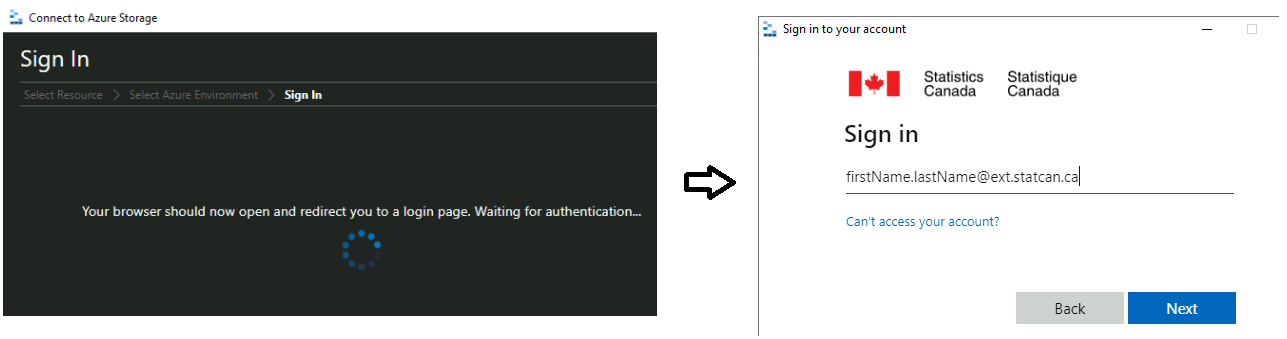 Connect to Azure Storage
Sign In
Select Resource > Select Azure Environment > Sign In
Your browser should now open and redirect you to a login page. Waiting for authentication...
Sign in to your account
Statistics Statistique
Canada Canada
Sign in
firstName.lastName@ext.statcan.ca
Can't access your account?
Back Next